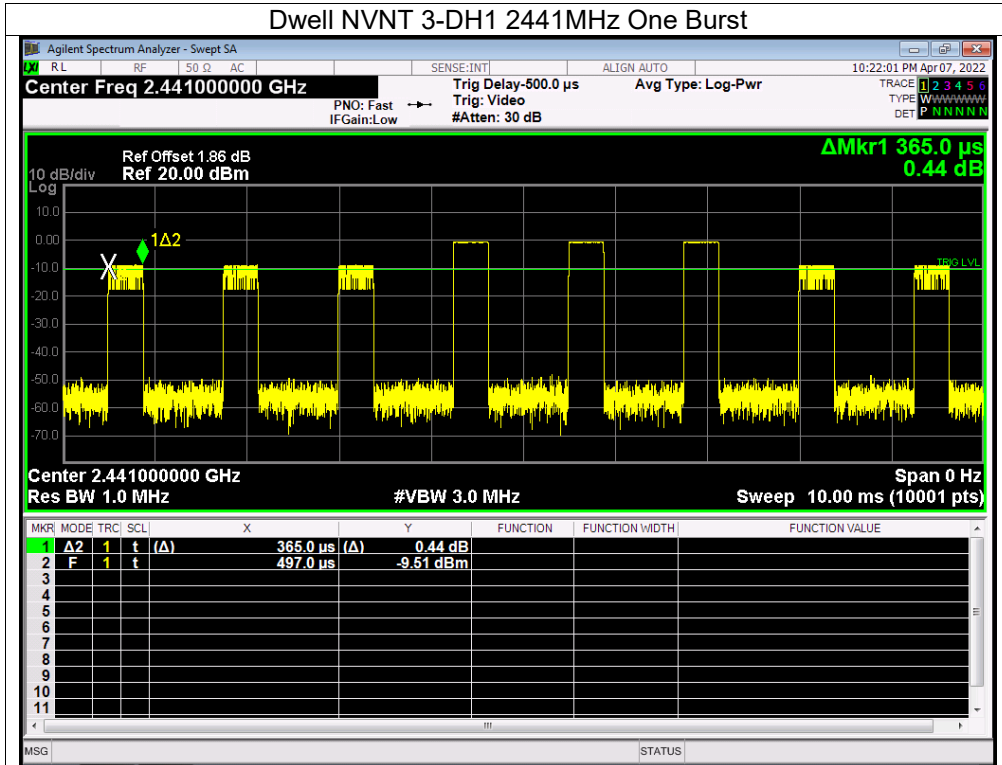 Dwell NVNT 3-DH1 2441MHz One Burst
Agilent Spectrum Analyzer - Swept SA
LXI RL RF 50 Ω AC SENSE:INT ALIGN AUTO 10:22:01 PM Apr 07, 2022
Center Freq 2.441000000 GHz Trig Delay-500.0 µs Avg Type: Log-Pwr TRACE 1 2 3 4 5 6
PNO: Fast Trig: Video TYPE WWWWWW
IFGain:Low #Atten: 30 dB DET P N N N N N
ΔMkr1 365.0 µs
0.44 dB
Ref Offset 1.86 dB
10 dB/div Ref 20.00 dBm
Log
10.0
0.00
1Δ2
-10.0
TRIG LVL
-20.0
-30.0
-40.0
-50.0
-60.0
-70.0
Center 2.441000000 GHz Span 0 Hz
Res BW 1.0 MHz #VBW 3.0 MHz Sweep 10.00 ms (10001 pts)
MKR MODE TRC SCL X Y FUNCTION FUNCTION WIDTH FUNCTION VALUE
1 Δ2 1 t (Δ) 365.0 µs (Δ) 0.44 dB
2 F 1 t 497.0 µs -9.51 dBm
3
4
5
6
7
8
9
10
11
MSG STATUS